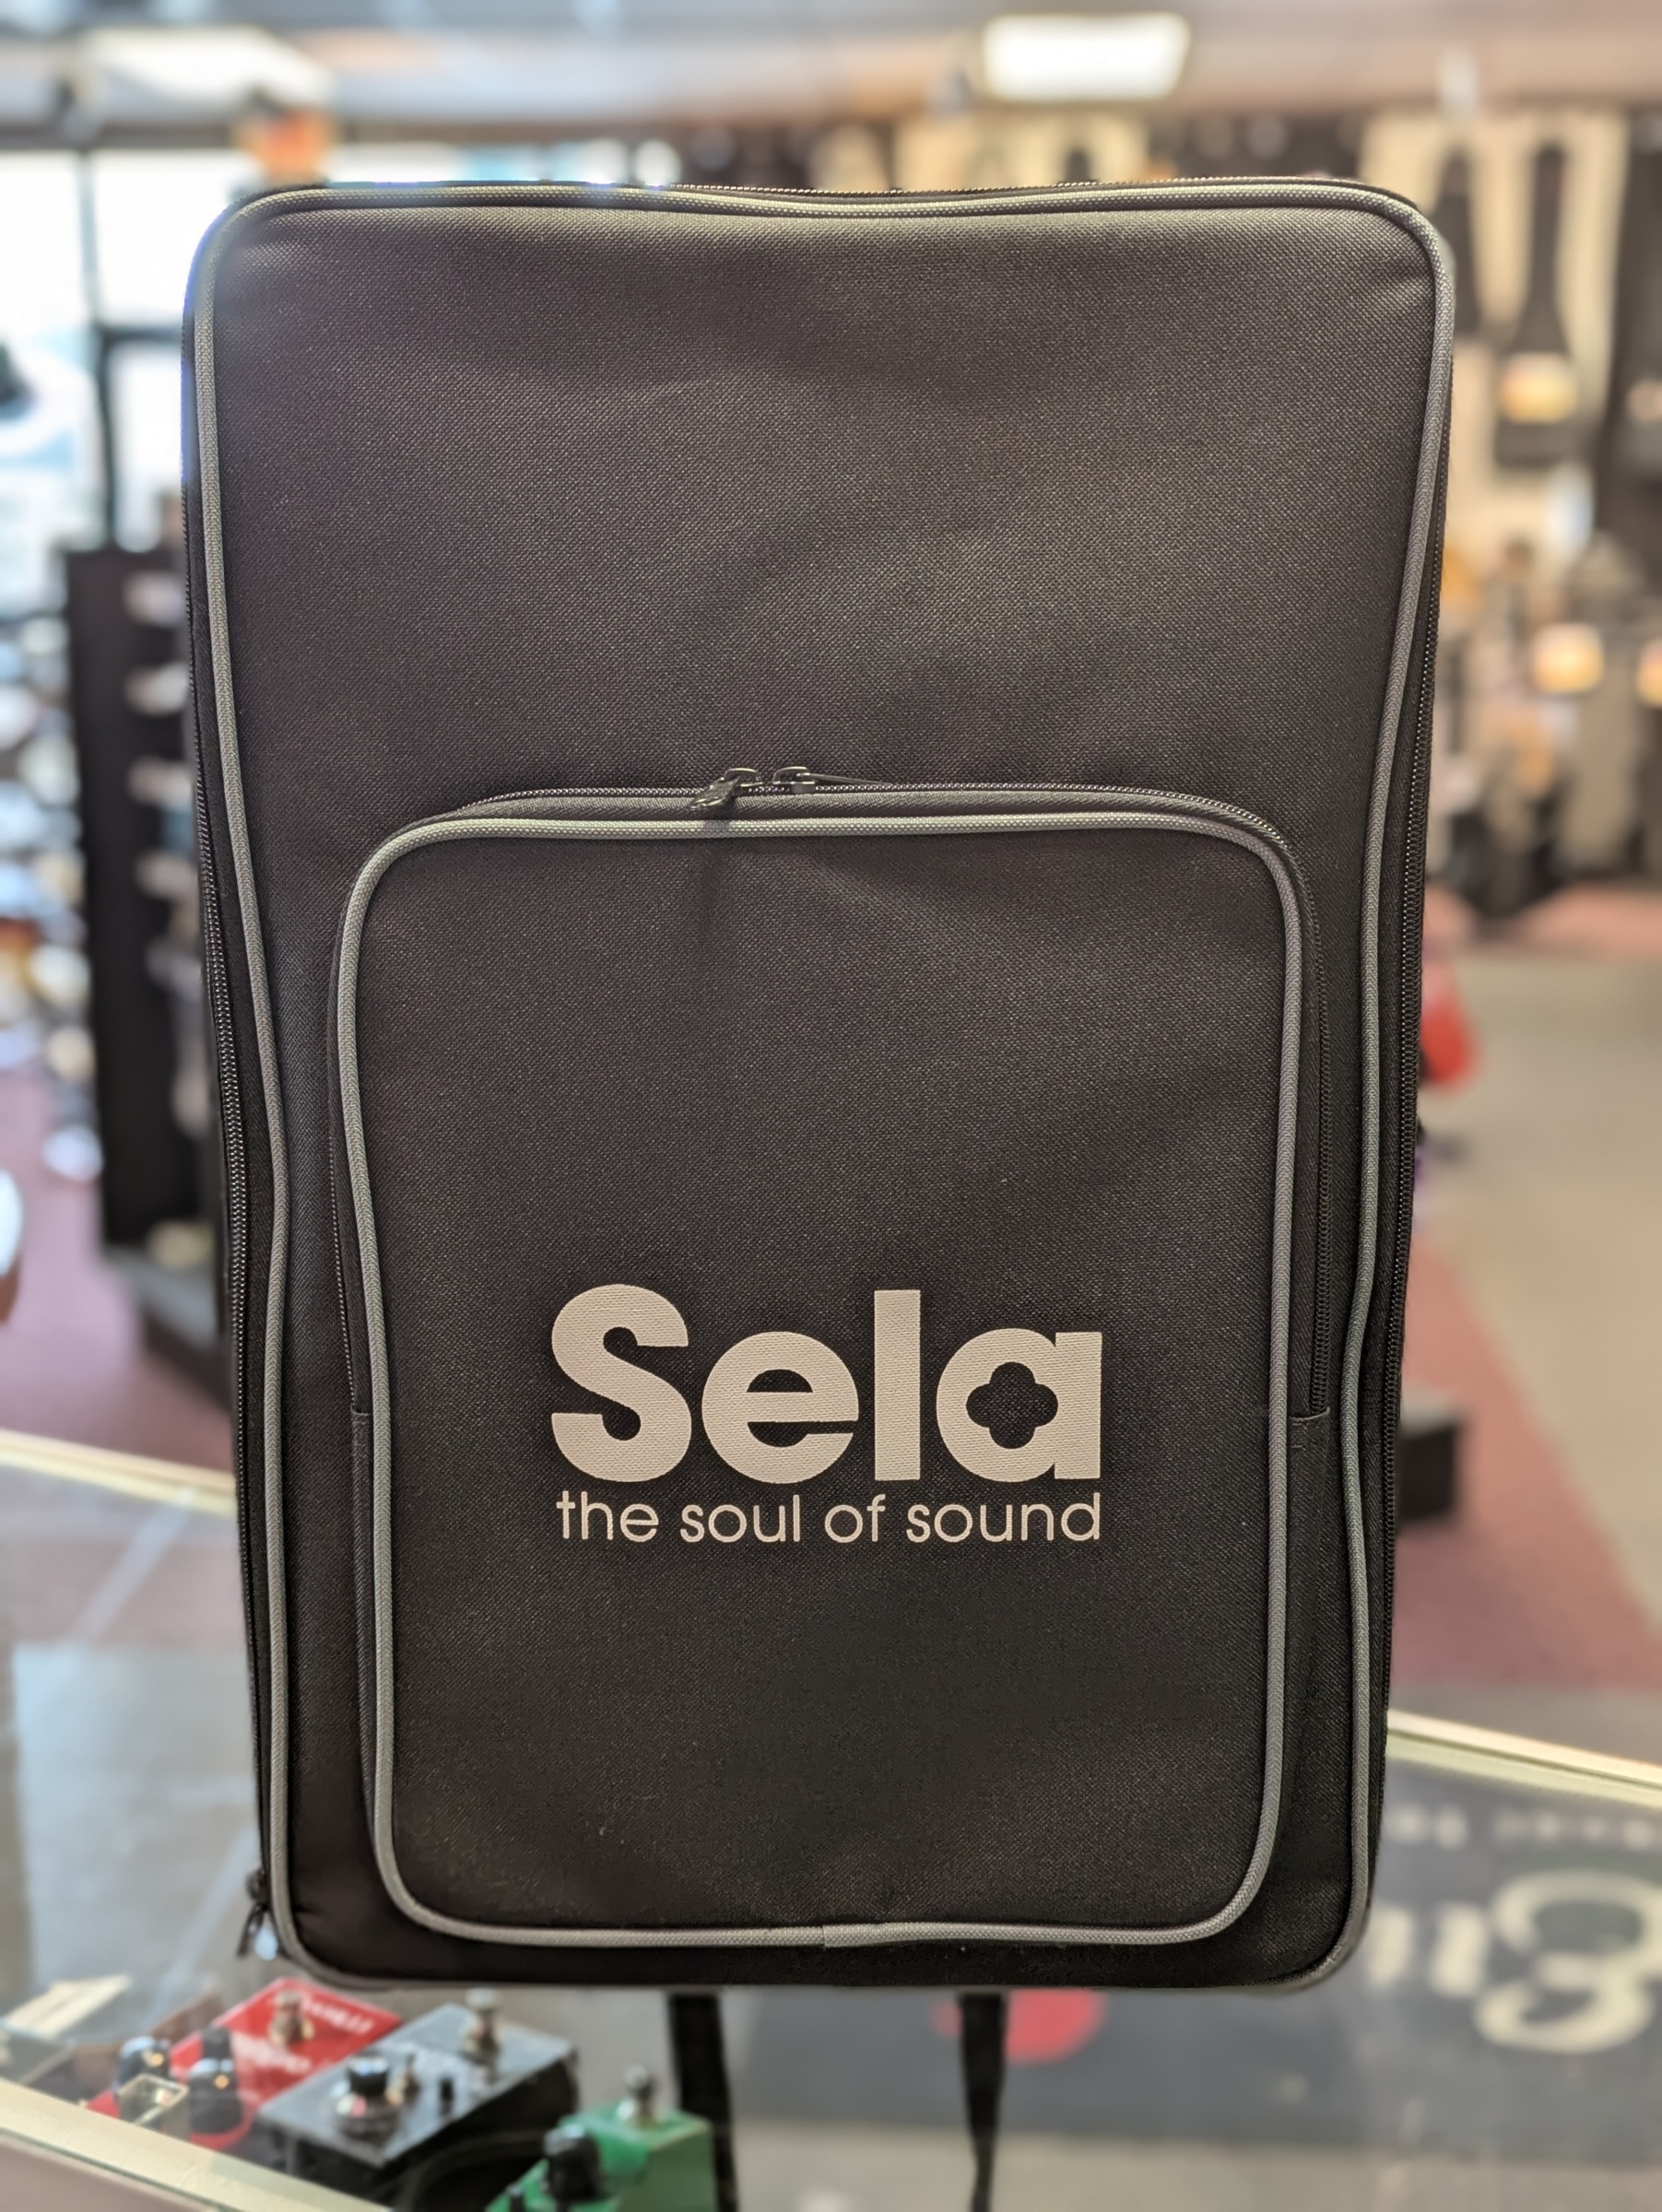 Sela
the soul of sound